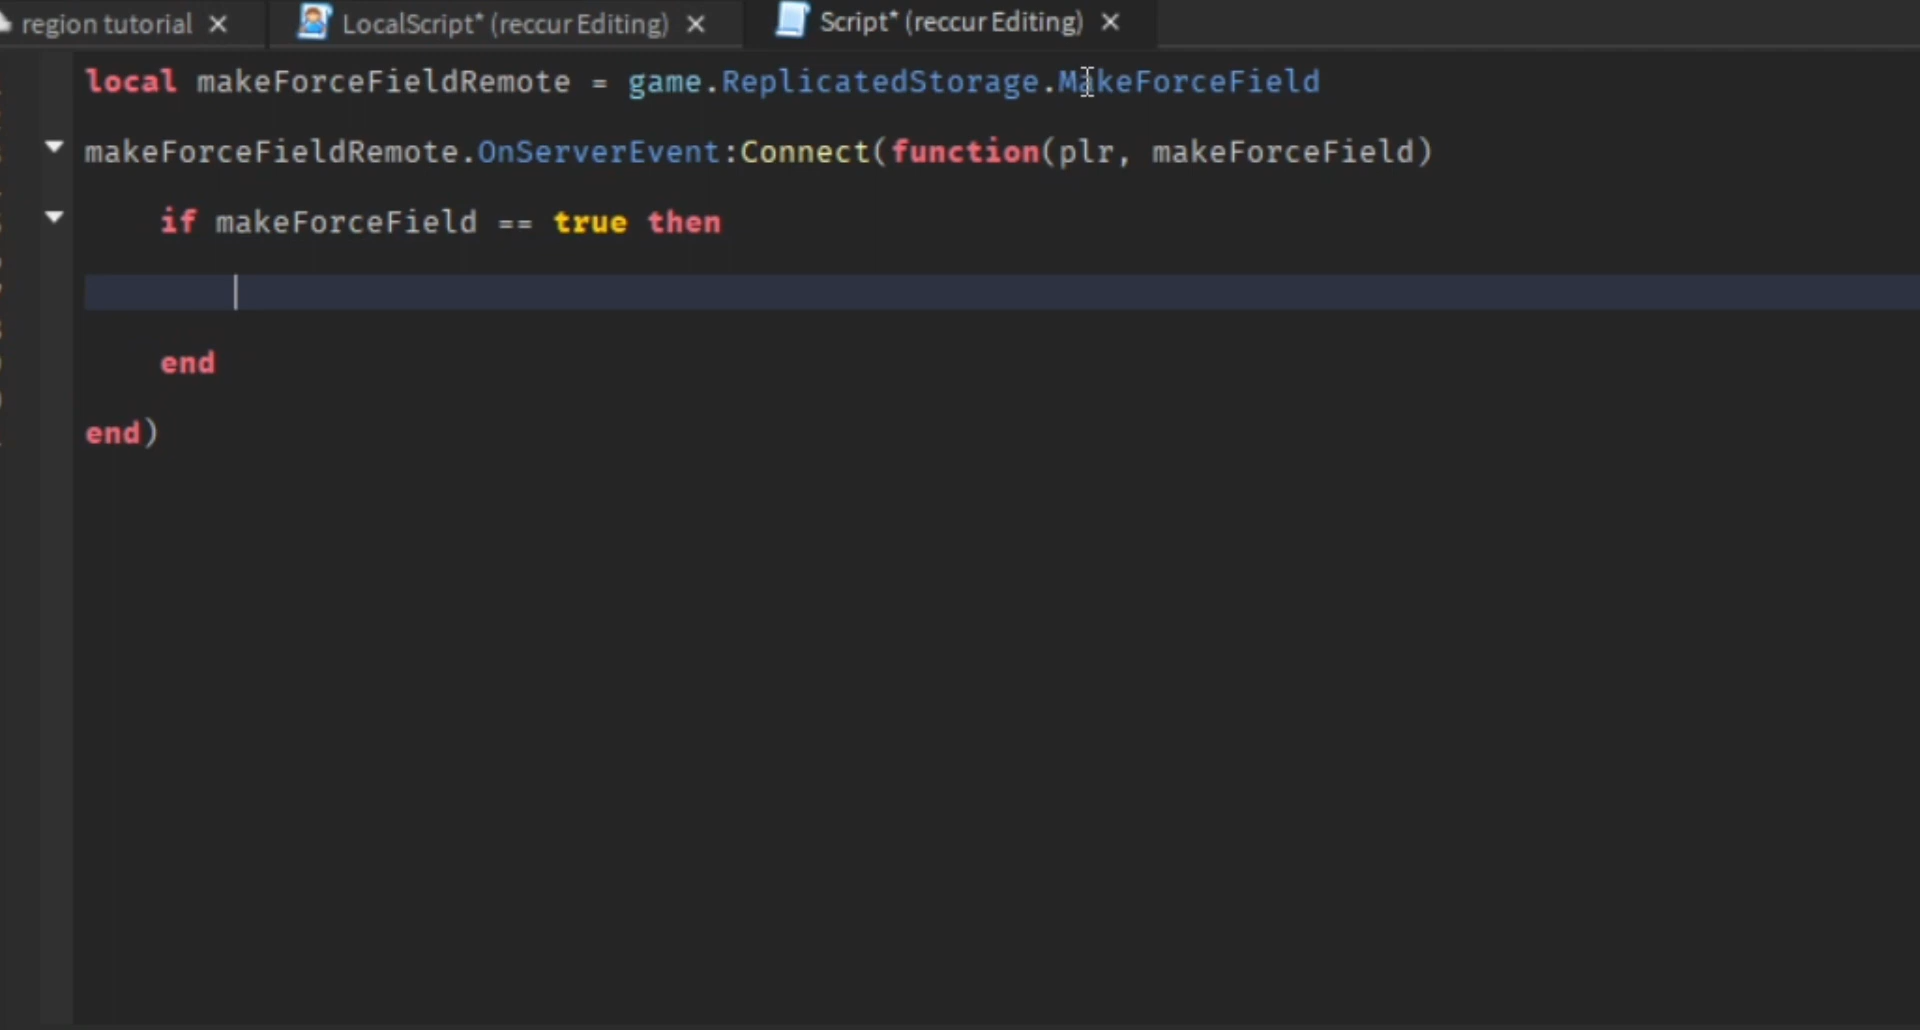 region tutorial LocalScript* (reccur Editing) Script* (reccur Editing)
local makeForceFieldRemote = game.ReplicatedStorage.MakeForceField
makeForceFieldRemote.OnServerEvent:Connect(function(plr, makeForceField)
if makeForceField == true then
end
end)